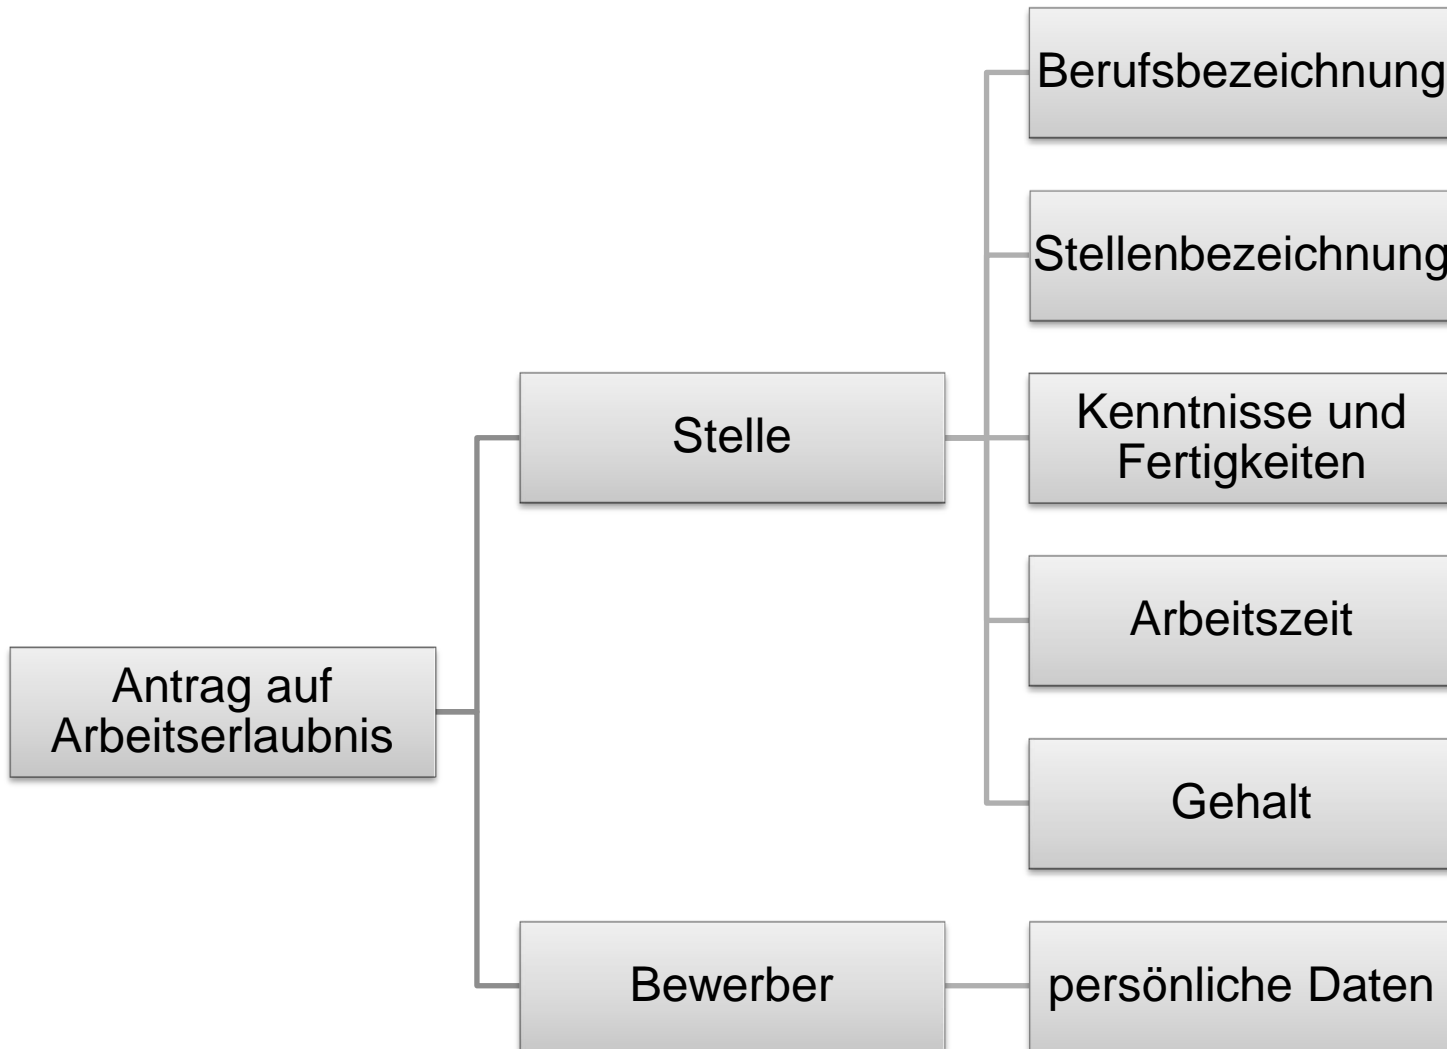 Berufsbezeichnung
Stellenbezeichnung
Stelle
Kenntnisse und
Fertigkeiten
Arbeitszeit
Antrag auf
Arbeitserlaubnis
Gehalt
Bewerber
persönliche Daten